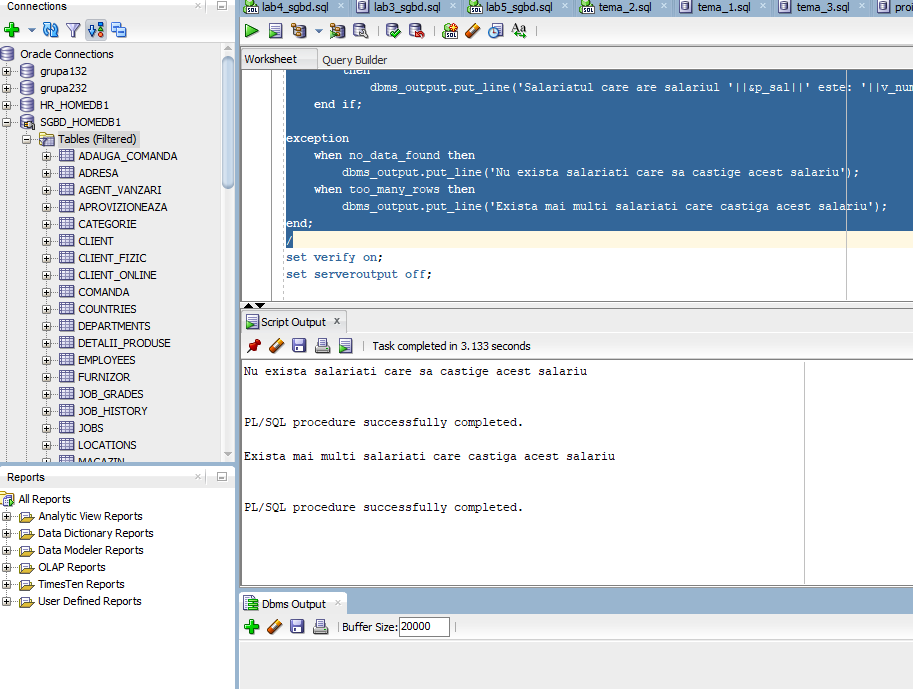 Connections
Oracle Connections
grupa132
grupa232
HR_HOMEDB1
SGBD_HOMEDB1
Tables (Filtered)
ADAUGA_COMANDA
ADRESA
AGENT_VANZARI
APROVIZIONEAZA
CATEGORIE
CLIENT
CLIENT_FIZIC
CLIENT_ONLINE
COMANDA
COUNTRIES
DEPARTMENTS
DETALII_PRODUSE
EMPLOYEES
FURNIZOR
JOB_GRADES
JOB_HISTORY
JOBS
LOCATIONS
MAGAZIN
Reports
All Reports
Analytic View Reports
Data Dictionary Reports
Data Modeler Reports
OLAP Reports
TimesTen Reports
User Defined Reports
lab4_sgbd.sql lab3_sgbd.sql lab5_sgbd.sql tema_2.sql tema_1.sql tema_3.sql proi
Worksheet Query Builder
then
dbms_output.put_line('Salariatul care are salariul '||&p_sal||' este: '||v_num
end if;
exception
when no_data_found then
dbms_output.put_line('Nu exista salariati care sa castige acest salariu');
when too_many_rows then
dbms_output.put_line('Exista mai multi salariati care castiga acest salariu');
end;
/
set verify on;
set serveroutput off;
Script Output x
Task completed in 3.133 seconds
Nu exista salariati care sa castige acest salariu
PL/SQL procedure successfully completed.
Exista mai multi salariati care castiga acest salariu
PL/SQL procedure successfully completed.
Dbms Output
Buffer Size: 20000